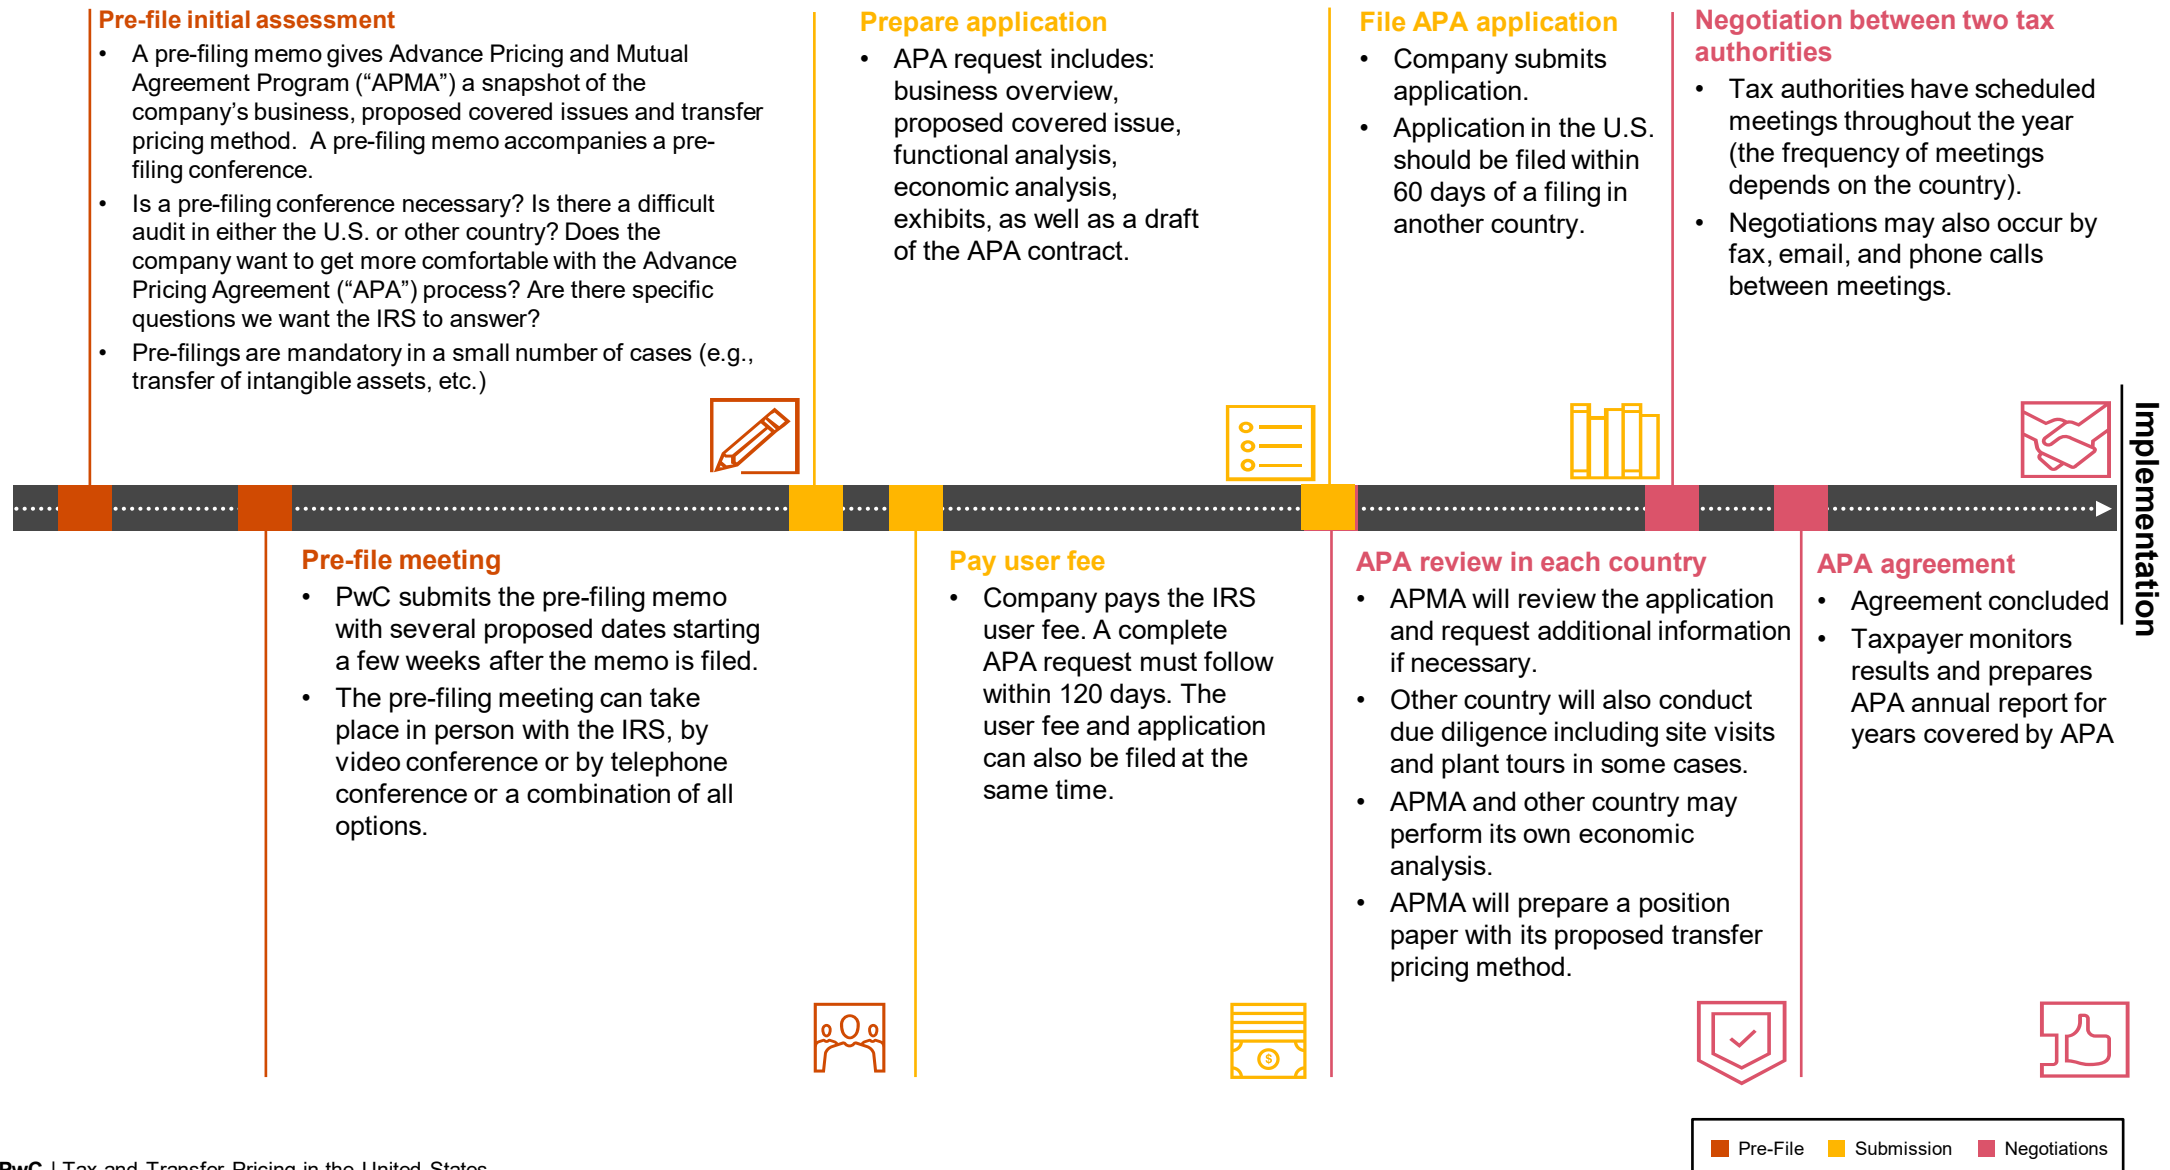 Pre-file initial assessment
• A pre-filing memo gives Advance Pricing and Mutual
Agreement Program (“APMA”) a snapshot of the
company’s business, proposed covered issues and transfer
pricing method.  A pre-filing memo accompanies a pre-
filing conference.
• Is a pre-filing conference necessary? Is there a difficult
audit in either the U.S. or other country? Does the
company want to get more comfortable with the Advance
Pricing Agreement (“APA”) process? Are there specific
questions we want the IRS to answer?
• Pre-filings are mandatory in a small number of cases (e.g.,
transfer of intangible assets, etc.)
Prepare application
• APA request includes:
business overview,
proposed covered issue,
functional analysis,
economic analysis,
exhibits, as well as a draft
of the APA contract.
File APA application
• Company submits
application.
• Application in the U.S.
should be filed within
60 days of a filing in
another country.
Negotiation between two tax
authorities
• Tax authorities have scheduled
meetings throughout the year
(the frequency of meetings
depends on the country).
• Negotiations may also occur by
fax, email, and phone calls
between meetings.
Implementation
Pre-file meeting
• PwC submits the pre-filing memo
with several proposed dates starting
a few weeks after the memo is filed.
• The pre-filing meeting can take
place in person with the IRS, by
video conference or by telephone
conference or a combination of all
options.
Pay user fee
• Company pays the IRS
user fee. A complete
APA request must follow
within 120 days. The
user fee and application
can also be filed at the
same time.
APA review in each country
• APMA will review the application
and request additional information
if necessary.
• Other country will also conduct
due diligence including site visits
and plant tours in some cases.
• APMA and other country may
perform its own economic
analysis.
• APMA will prepare a position
paper with its proposed transfer
pricing method.
APA agreement
• Agreement concluded
• Taxpayer monitors
results and prepares
APA annual report for
years covered by APA
$
Pre-File
Submission
Negotiations
PwC | Tax and Transfer Pricing in the United States